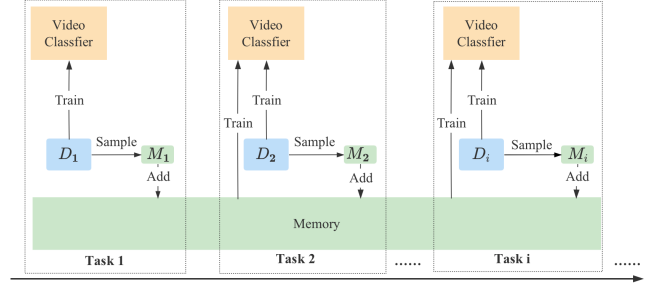 Video
Classfier
Video
Classfier
Video
Classfier
Train
Train
Train
Train
Train
D1
Sample
M1
D2
Sample
M2
Di
Sample
Mi
Add
Add
Add
Memory
Task 1
Task 2
......
Task i
......